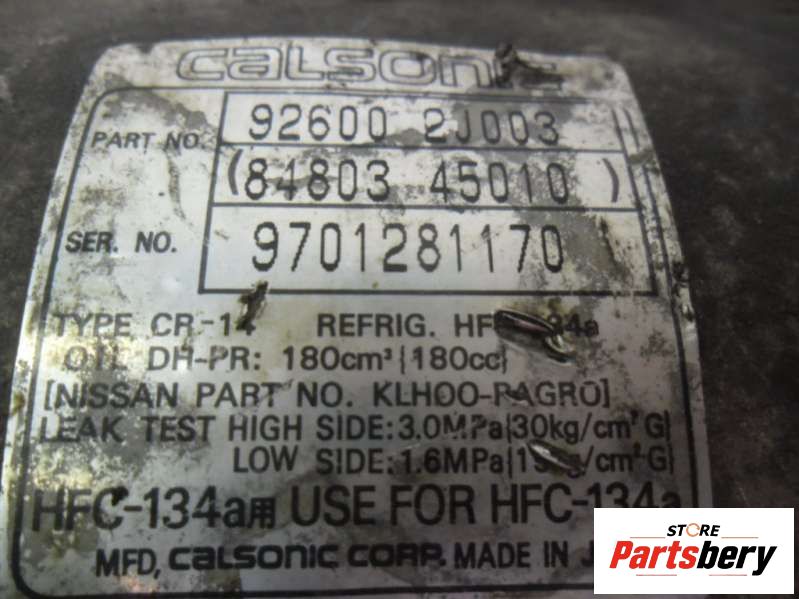 calsonic
PART NO. 92600 2J003
(84803 45010)
SER. NO. 9701281170
TYPE CR-14 REFRIG.
OIL DH-PR: 180cm³{180cc}
[NISSAN PART NO. KLH00-PAGR0]
LEAK TEST HIGH SIDE:3.0MPa{30kg/cm²G}
LOW SIDE:1.6MPa
HFC-134a用 USE FOR HFC-134a
MFD, calsonic corp. MADE IN
STORE
Partsbery